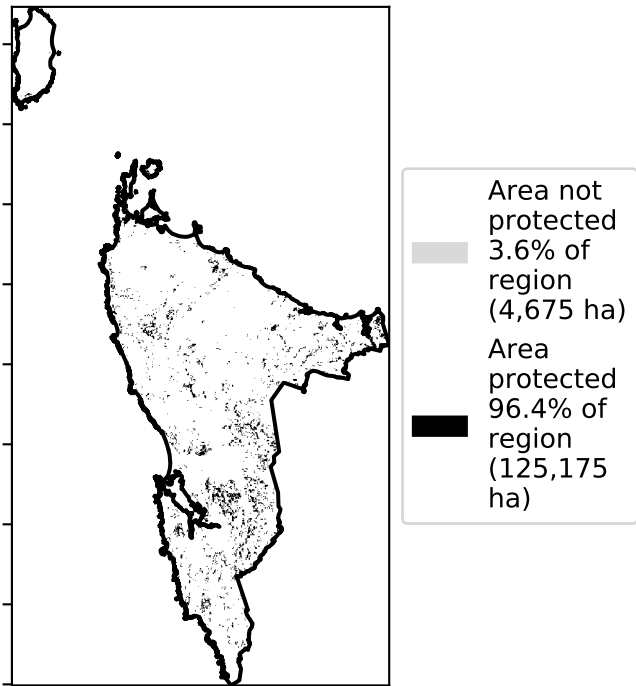 Area not
protected
3.6% of
region
(4,675 ha)
Area
protected
96.4% of
region
(125,175
ha)